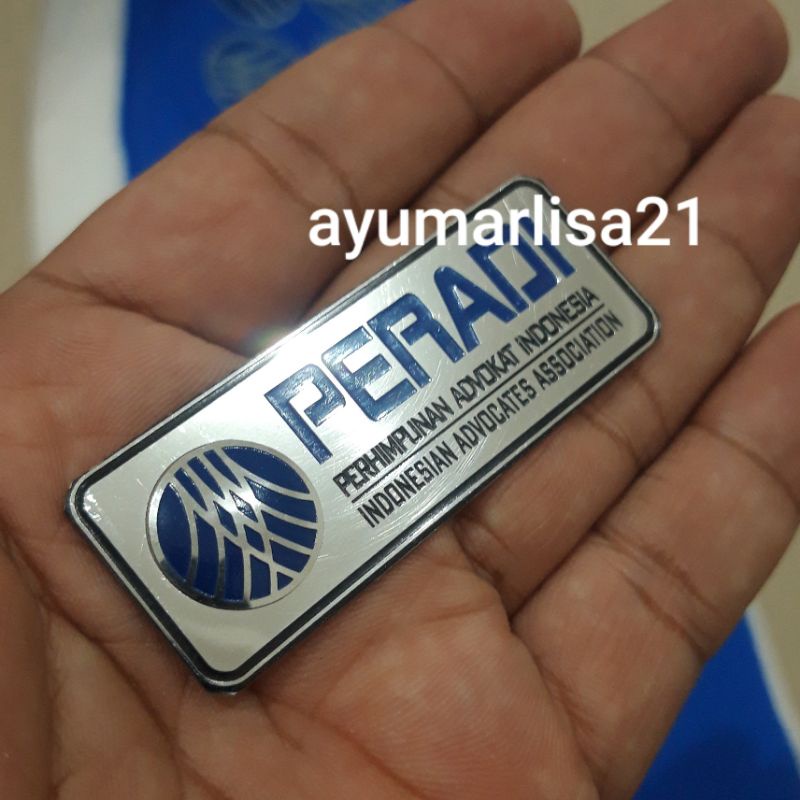 ayumarlisa21
PERADI
PERHIMPUNAN ADVOKAT INDONESIA
INDONESIAN ADVOCATES ASSOCIATION